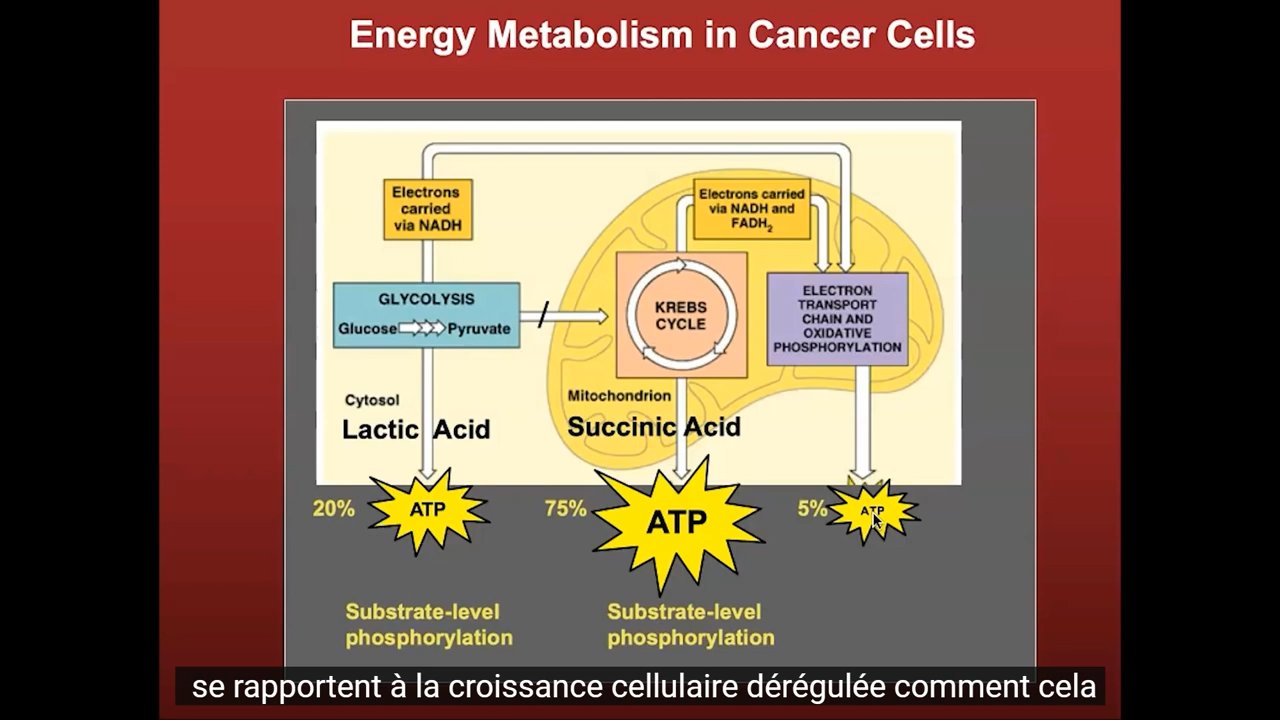 Energy Metabolism in Cancer Cells
Electrons
carried
via NADH
Electrons carried
via NADH and
FADH2
GLYCOLYSIS
Glucose Pyruvate
KREBS
CYCLE
ELECTRON
TRANSPORT
CHAIN AND
OXIDATIVE
PHOSPHORYLATION
Cytosol
Lactic Acid
Mitochondrion
Succinic Acid
20%
ATP
75%
ATP
5%
ATP
Substrate-level
phosphorylation
Substrate-level
phosphorylation
se rapportent à la croissance cellulaire dérégulée comment cela